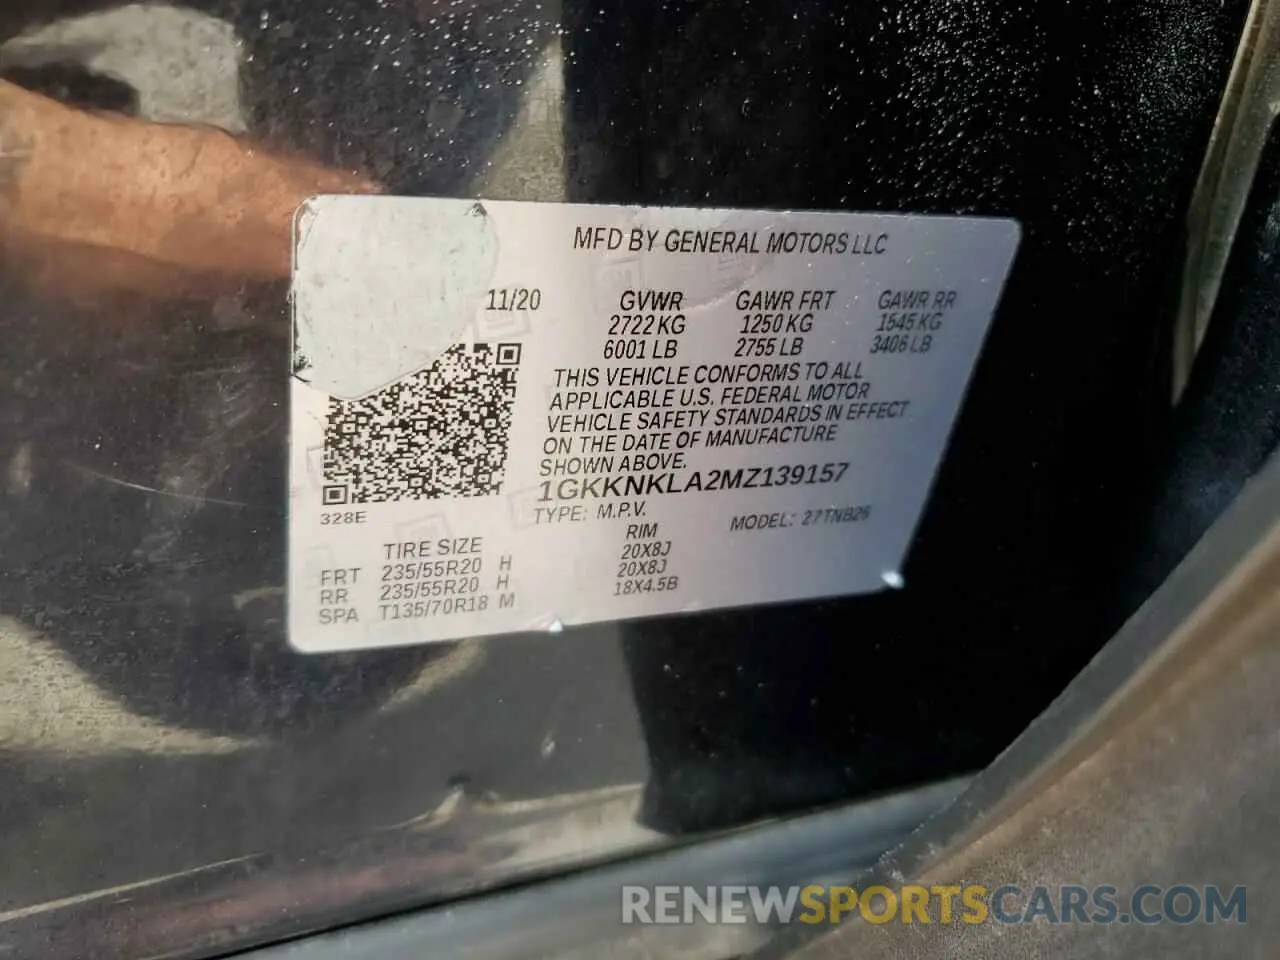 MFD BY GENERAL MOTORS LLC
11/20 GVWR GAWR FRT GAWR RR
2722 KG 1250 KG 1545 KG
6001 LB 2755 LB 3406 LB
THIS VEHICLE CONFORMS TO ALL
APPLICABLE U.S. FEDERAL MOTOR
VEHICLE SAFETY STANDARDS IN EFFECT
ON THE DATE OF MANUFACTURE
SHOWN ABOVE.
1GKKNKLA2MZ139157
328E
TYPE: M.P.V. MODEL: 27TNB26
TIRE SIZE RIM
FRT 235/55R20 H 20X8J
RR 235/55R20 H 20X8J
SPA T135/70R18 M 18X4.5B
RENEWSPORTSCARS.COM